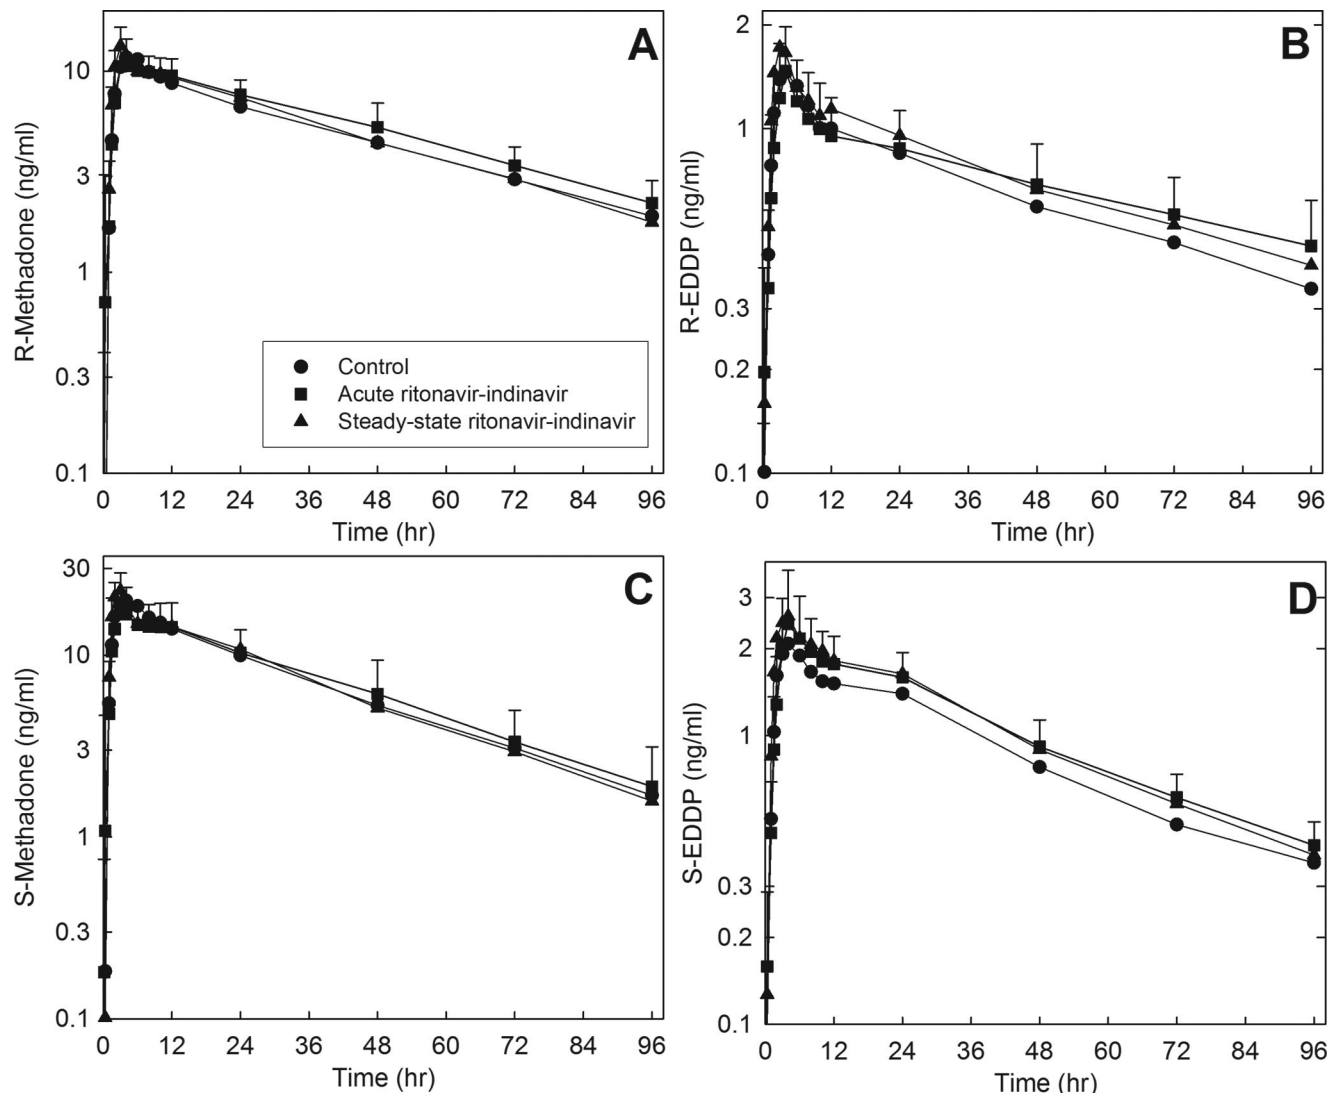 A
R-Methadone (ng/ml)
10
3
1
0.3
0.1
Control
Acute ritonavir-indinavir
Steady-state ritonavir-indinavir
0 12 24 36 48 60 72 84 96
Time (hr)
B
R-EDDP (ng/ml)
2
1
0.3
0.2
0.1
0 12 24 36 48 60 72 84 96
Time (hr)
C
S-Methadone (ng/ml)
30
10
3
1
0.3
0.1
0 12 24 36 48 60 72 84 96
Time (hr)
D
S-EDDP (ng/ml)
3
2
1
0.3
0.2
0.1
0 12 24 36 48 60 72 84 96
Time (hr)